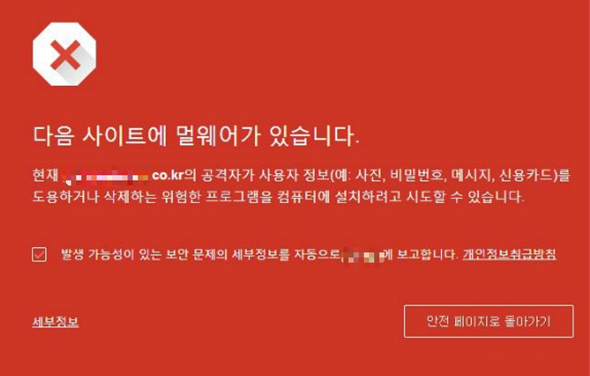 다음 사이트에 멀웨어가 있습니다.
현재 co.kr의 공격자가 사용자 정보(예: 사진, 비밀번호, 메시지, 신용카드)를
도용하거나 삭제하는 위험한 프로그램을 컴퓨터에 설치하려고 시도할 수 있습니다.
발생 가능성이 있는 보안 문제의 세부정보를 자동으로 에 보고합니다. 개인정보취급방침
세부정보
안전 페이지로 돌아가기